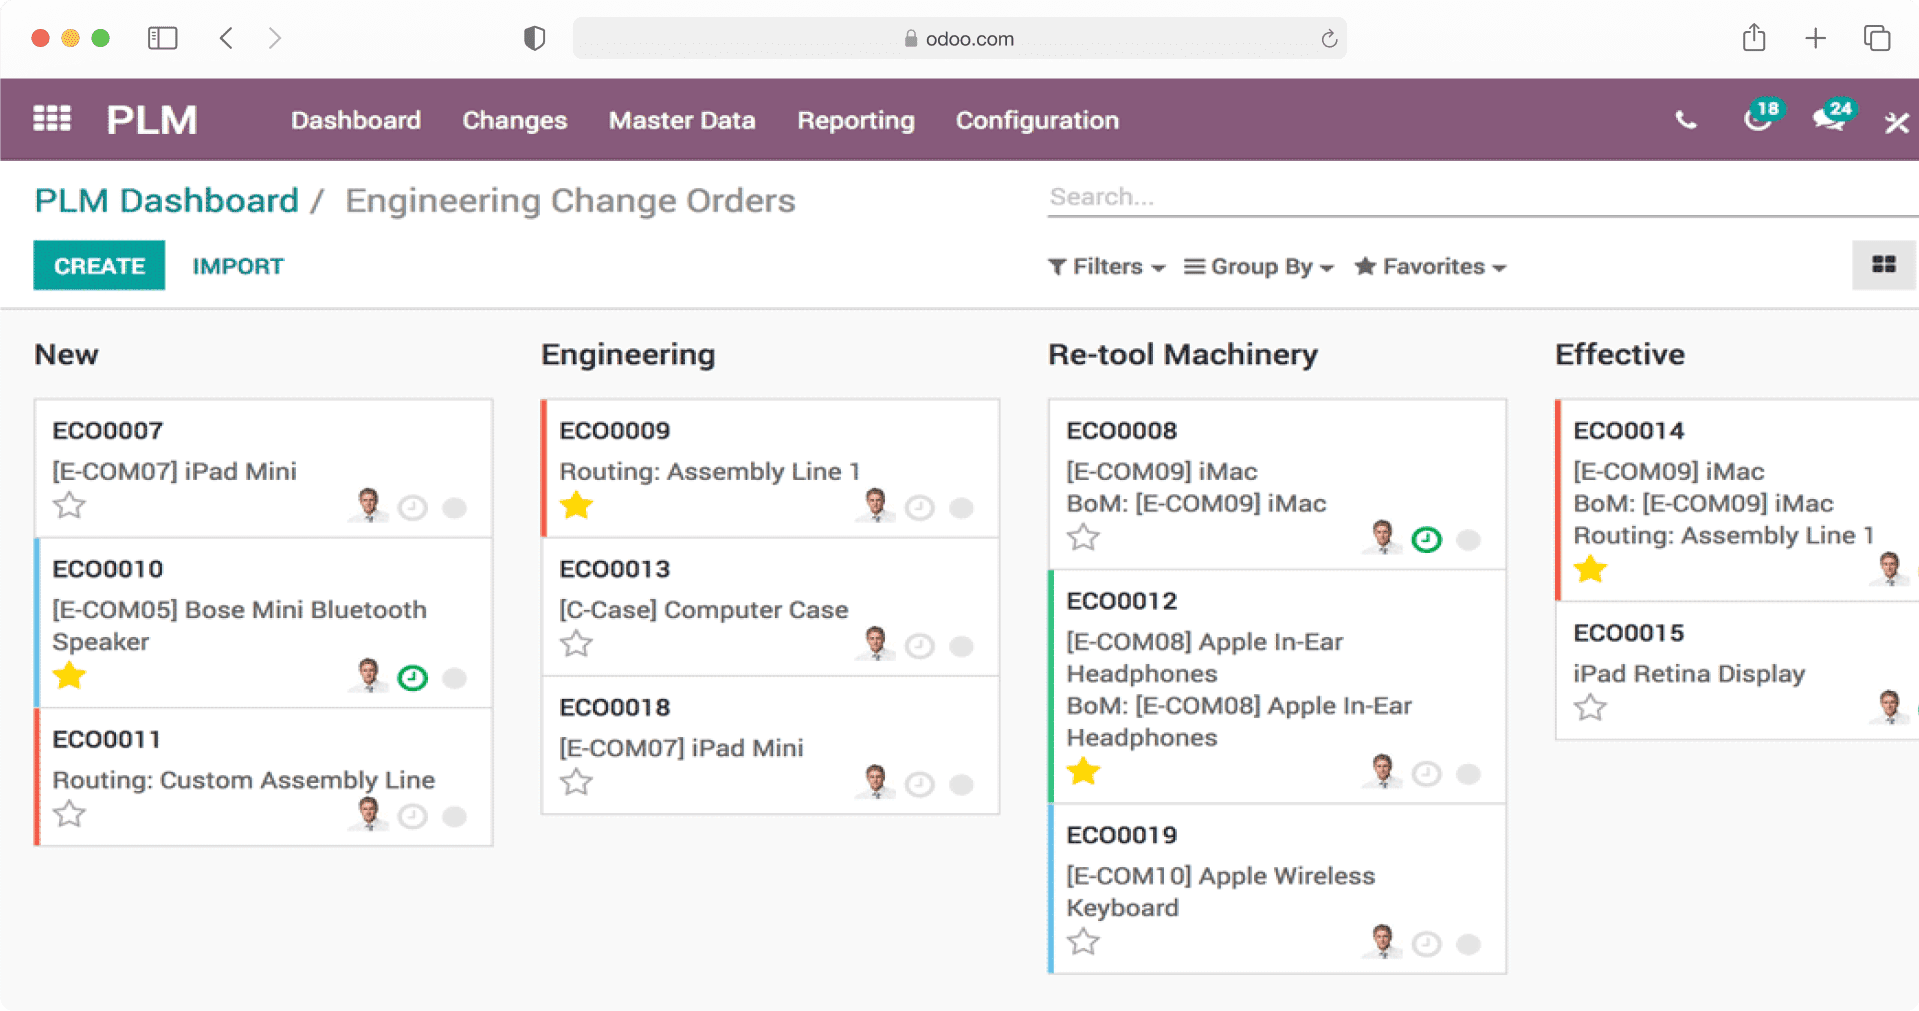 odoo.com
PLM Dashboard Changes Master Data Reporting Configuration 18 24
PLM Dashboard / Engineering Change Orders
Search...
CREATE IMPORT
Filters Group By Favorites
New
ECO0007
[E-COM07] iPad Mini
ECO0010
[E-COM05] Bose Mini Bluetooth
Speaker
ECO0011
Routing: Custom Assembly Line
Engineering
ECO0009
Routing: Assembly Line 1
ECO0013
[C-Case] Computer Case
ECO0018
[E-COM07] iPad Mini
Re-tool Machinery
ECO0008
[E-COM09] iMac
BoM: [E-COM09] iMac
ECO0012
[E-COM08] Apple In-Ear
Headphones
BoM: [E-COM08] Apple In-Ear
Headphones
ECO0019
[E-COM10] Apple Wireless
Keyboard
Effective
ECO0014
[E-COM09] iMac
BoM: [E-COM09] iMac
Routing: Assembly Line 1
ECO0015
iPad Retina Display